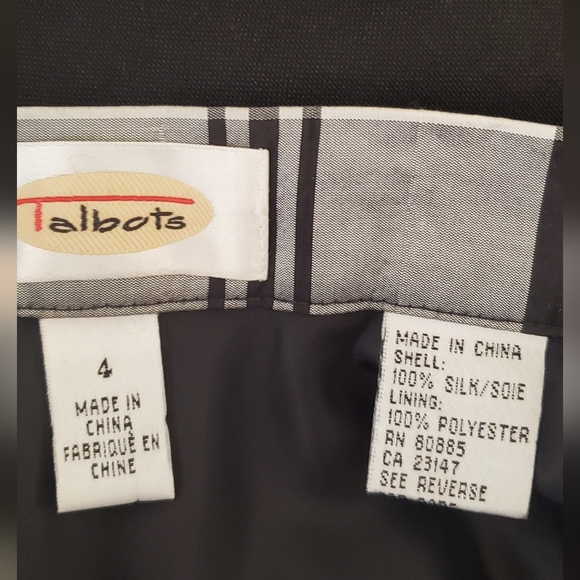 Talbots
4
MADE IN
CHINA
FABRIQUÉ EN
CHINE
MADE IN CHINA
SHELL:
100% SILK/SOIE
LINING:
100% POLYESTER
RN 80885
CA 23147
SEE REVERSE